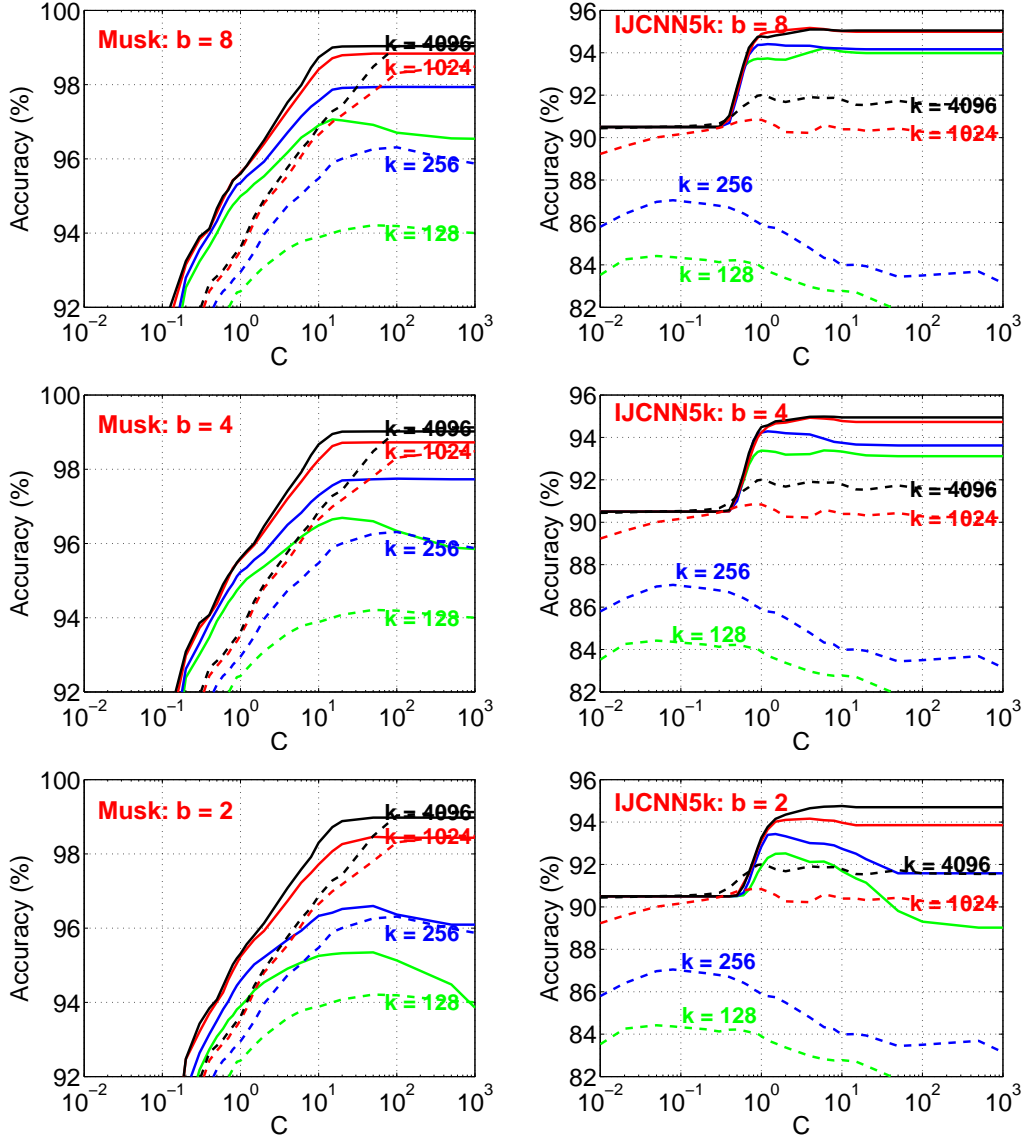 Musk: b = 8
Accuracy (%)
100
98
96
94
92
k = 4096
k = 1024
k = 256
k = 128
10^−2 10^−1 10^0 10^1 10^2 10^3
C
IJCNN5k: b = 8
Accuracy (%)
96
94
92
90
88
86
84
82
k = 4096
k = 1024
k = 256
k = 128
10^−2 10^−1 10^0 10^1 10^2 10^3
C
Musk: b = 4
Accuracy (%)
100
98
96
94
92
k = 4096
k = 1024
k = 256
k = 128
10^−2 10^−1 10^0 10^1 10^2 10^3
C
IJCNN5k: b = 4
Accuracy (%)
96
94
92
90
88
86
84
82
k = 4096
k = 1024
k = 256
k = 128
10^−2 10^−1 10^0 10^1 10^2 10^3
C
Musk: b = 2
Accuracy (%)
100
98
96
94
92
k = 4096
k = 1024
k = 256
k = 128
10^−2 10^−1 10^0 10^1 10^2 10^3
C
IJCNN5k: b = 2
Accuracy (%)
96
94
92
90
88
86
84
82
k = 4096
k = 1024
k = 256
k = 128
10^−2 10^−1 10^0 10^1 10^2 10^3
C